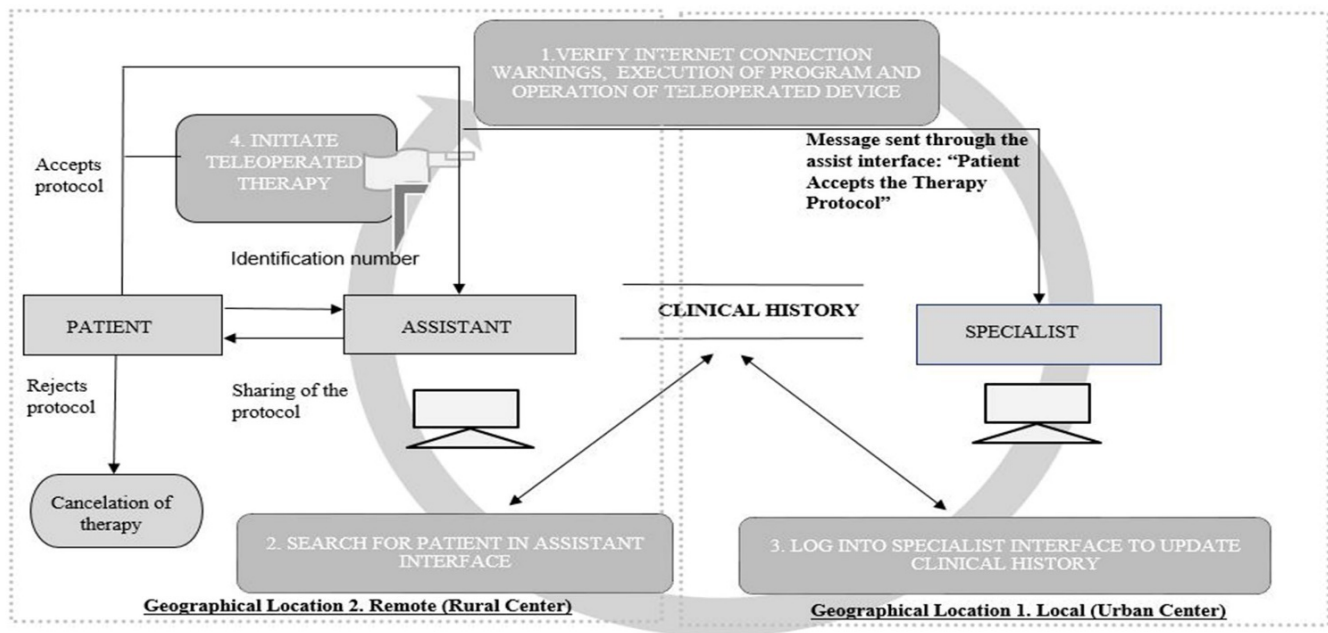 1.VERIFY INTERNET CONNECTION
WARNINGS, EXECUTION OF PROGRAM AND
OPERATION OF TELEOPERATED DEVICE
4. INITIATE
TELEOPERATED
THERAPY
Accepts
protocol
Message sent through the
assist interface: “Patient
Accepts the Therapy
Protocol”
Identification number
PATIENT
ASSISTANT
CLINICAL HISTORY
SPECIALIST
Rejects
protocol
Sharing of the
protocol
Cancelation of
therapy
2. SEARCH FOR PATIENT IN ASSISTANT
INTERFACE
3. LOG INTO SPECIALIST INTERFACE TO UPDATE
CLINICAL HISTORY
Geographical Location 2. Remote (Rural Center)
Geographical Location 1. Local (Urban Center)